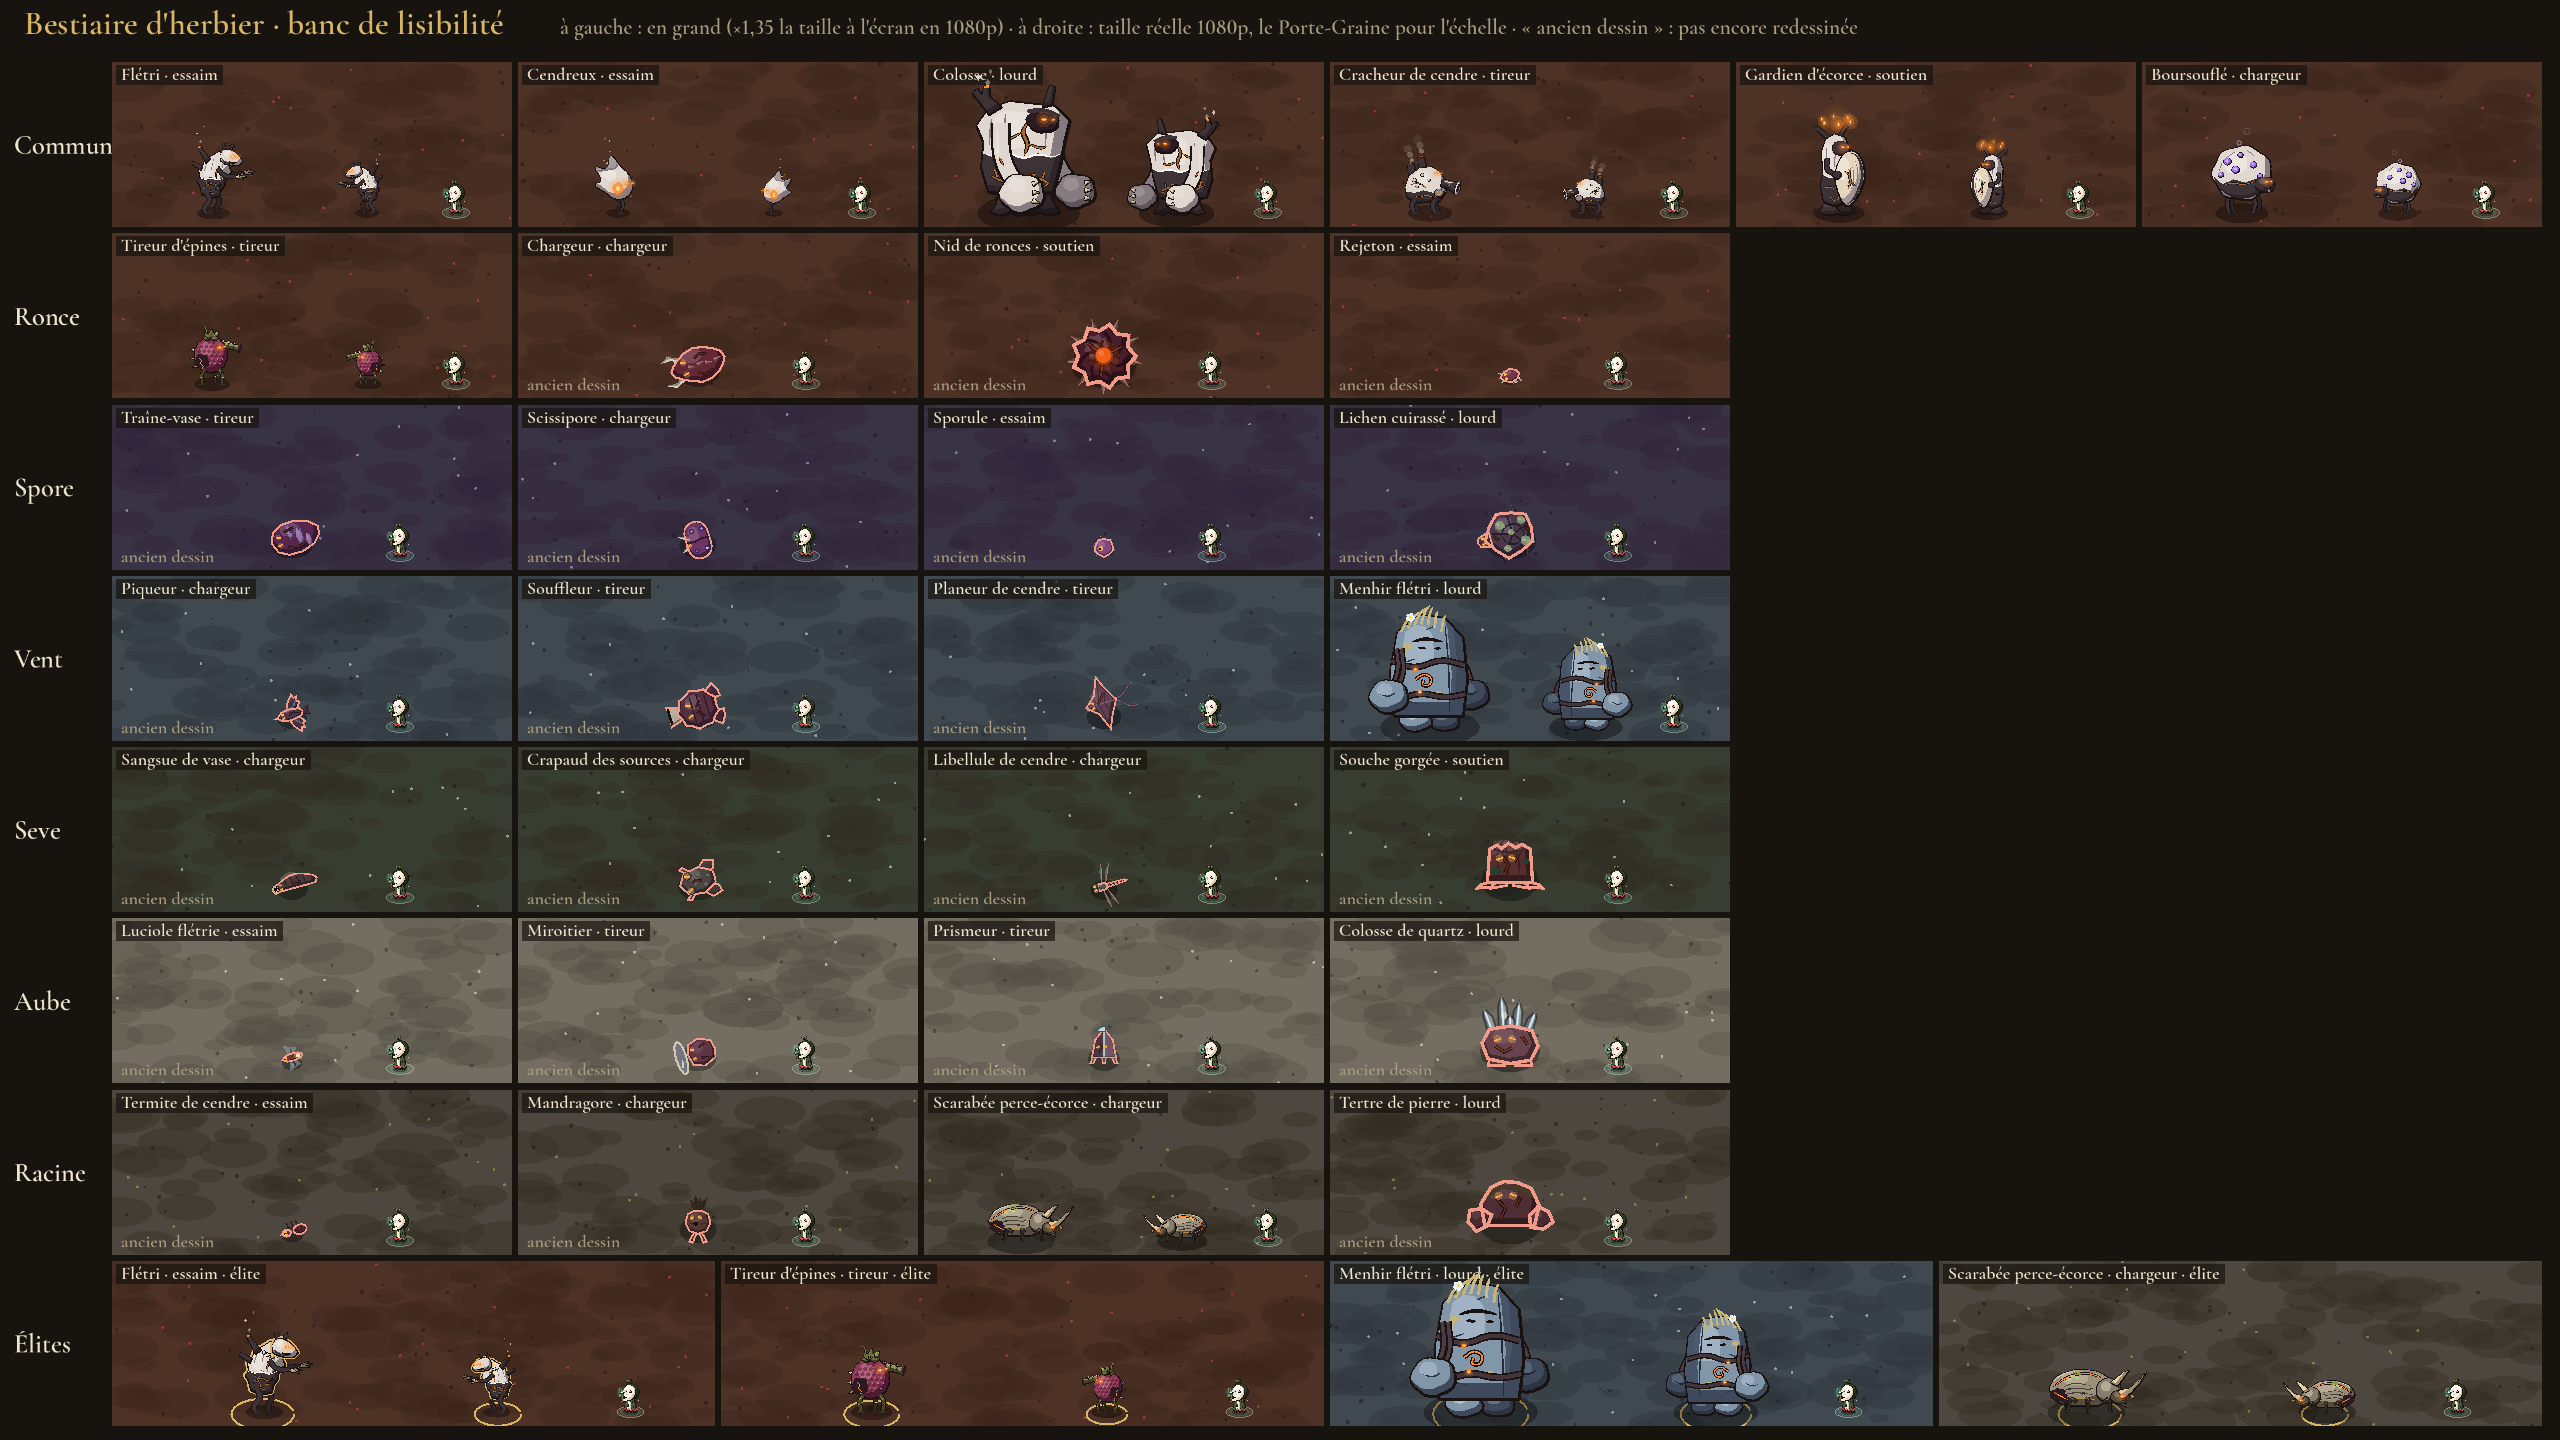 Bestiaire d'herbier · banc de lisibilité
à gauche : en grand (×1,35 la taille à l'écran en 1080p) · à droite : taille réelle 1080p, le Porte-Graine pour l'échelle · « ancien dessin » : pas encore redessinée
Commun
Flétri · essaim
Cendreux · essaim
Colosse · lourd
Cracheur de cendre · tireur
Gardien d'écorce · soutien
Boursouflé · chargeur
Ronce
Tireur d'épines · tireur
Chargeur · chargeur
ancien dessin
Nid de ronces · soutien
ancien dessin
Rejeton · essaim
ancien dessin
Spore
Traîne-vase · tireur
ancien dessin
Scissipore · chargeur
ancien dessin
Sporule · essaim
ancien dessin
Lichen cuirassé · lourd
ancien dessin
Vent
Piqueur · chargeur
ancien dessin
Souffleur · tireur
ancien dessin
Planeur de cendre · tireur
ancien dessin
Menhir flétri · lourd
Seve
Sangsue de vase · chargeur
ancien dessin
Crapaud des sources · chargeur
ancien dessin
Libellule de cendre · chargeur
ancien dessin
Souche gorgée · soutien
ancien dessin
Aube
Luciole flétrie · essaim
ancien dessin
Miroitier · tireur
ancien dessin
Prismeur · tireur
ancien dessin
Colosse de quartz · lourd
ancien dessin
Racine
Termite de cendre · essaim
ancien dessin
Mandragore · chargeur
ancien dessin
Scarabée perce-écorce · chargeur
Tertre de pierre · lourd
ancien dessin
Élites
Flétri · essaim · élite
Tireur d'épines · tireur · élite
Menhir flétri · lourd · élite
Scarabée perce-écorce · chargeur · élite